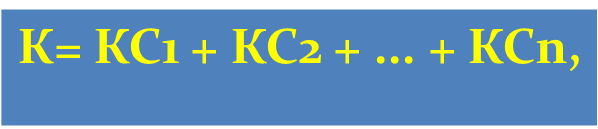 К= КС1 + КС2 + ... + КСn,